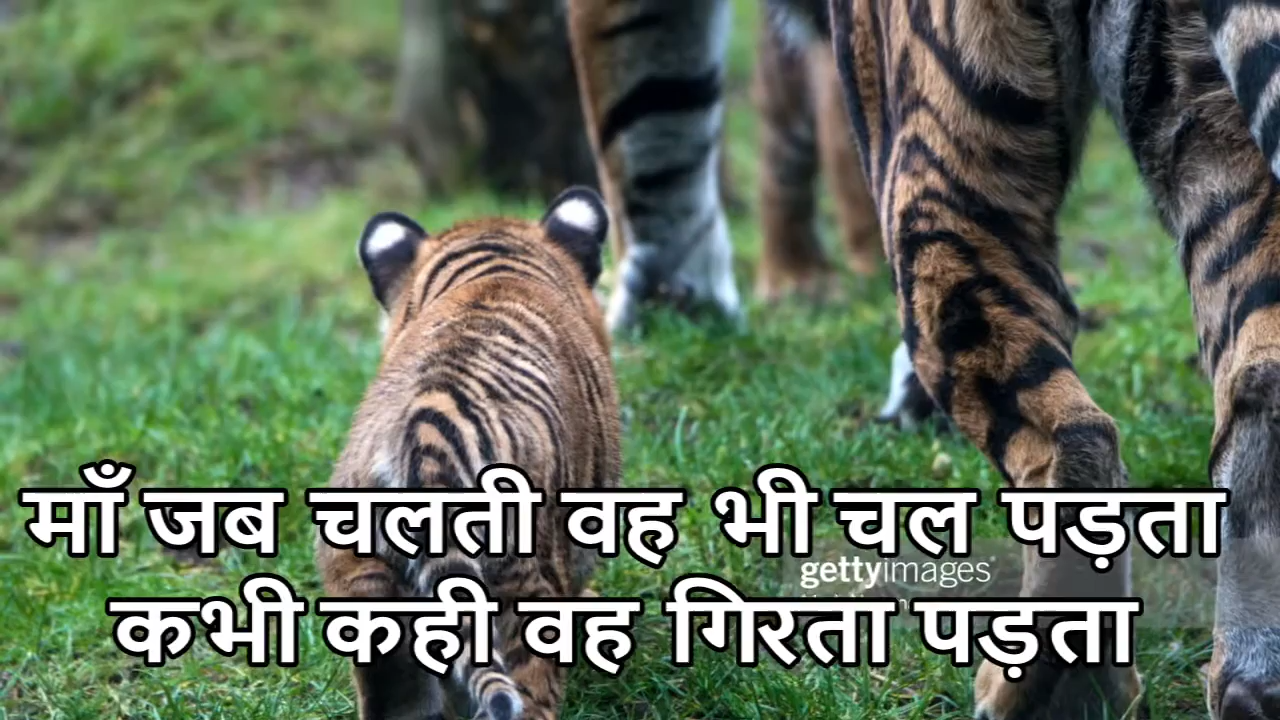 माँ जब चलती वह भी चल पड़ता
gettyimages
कभी कही वह गिरता पड़ता